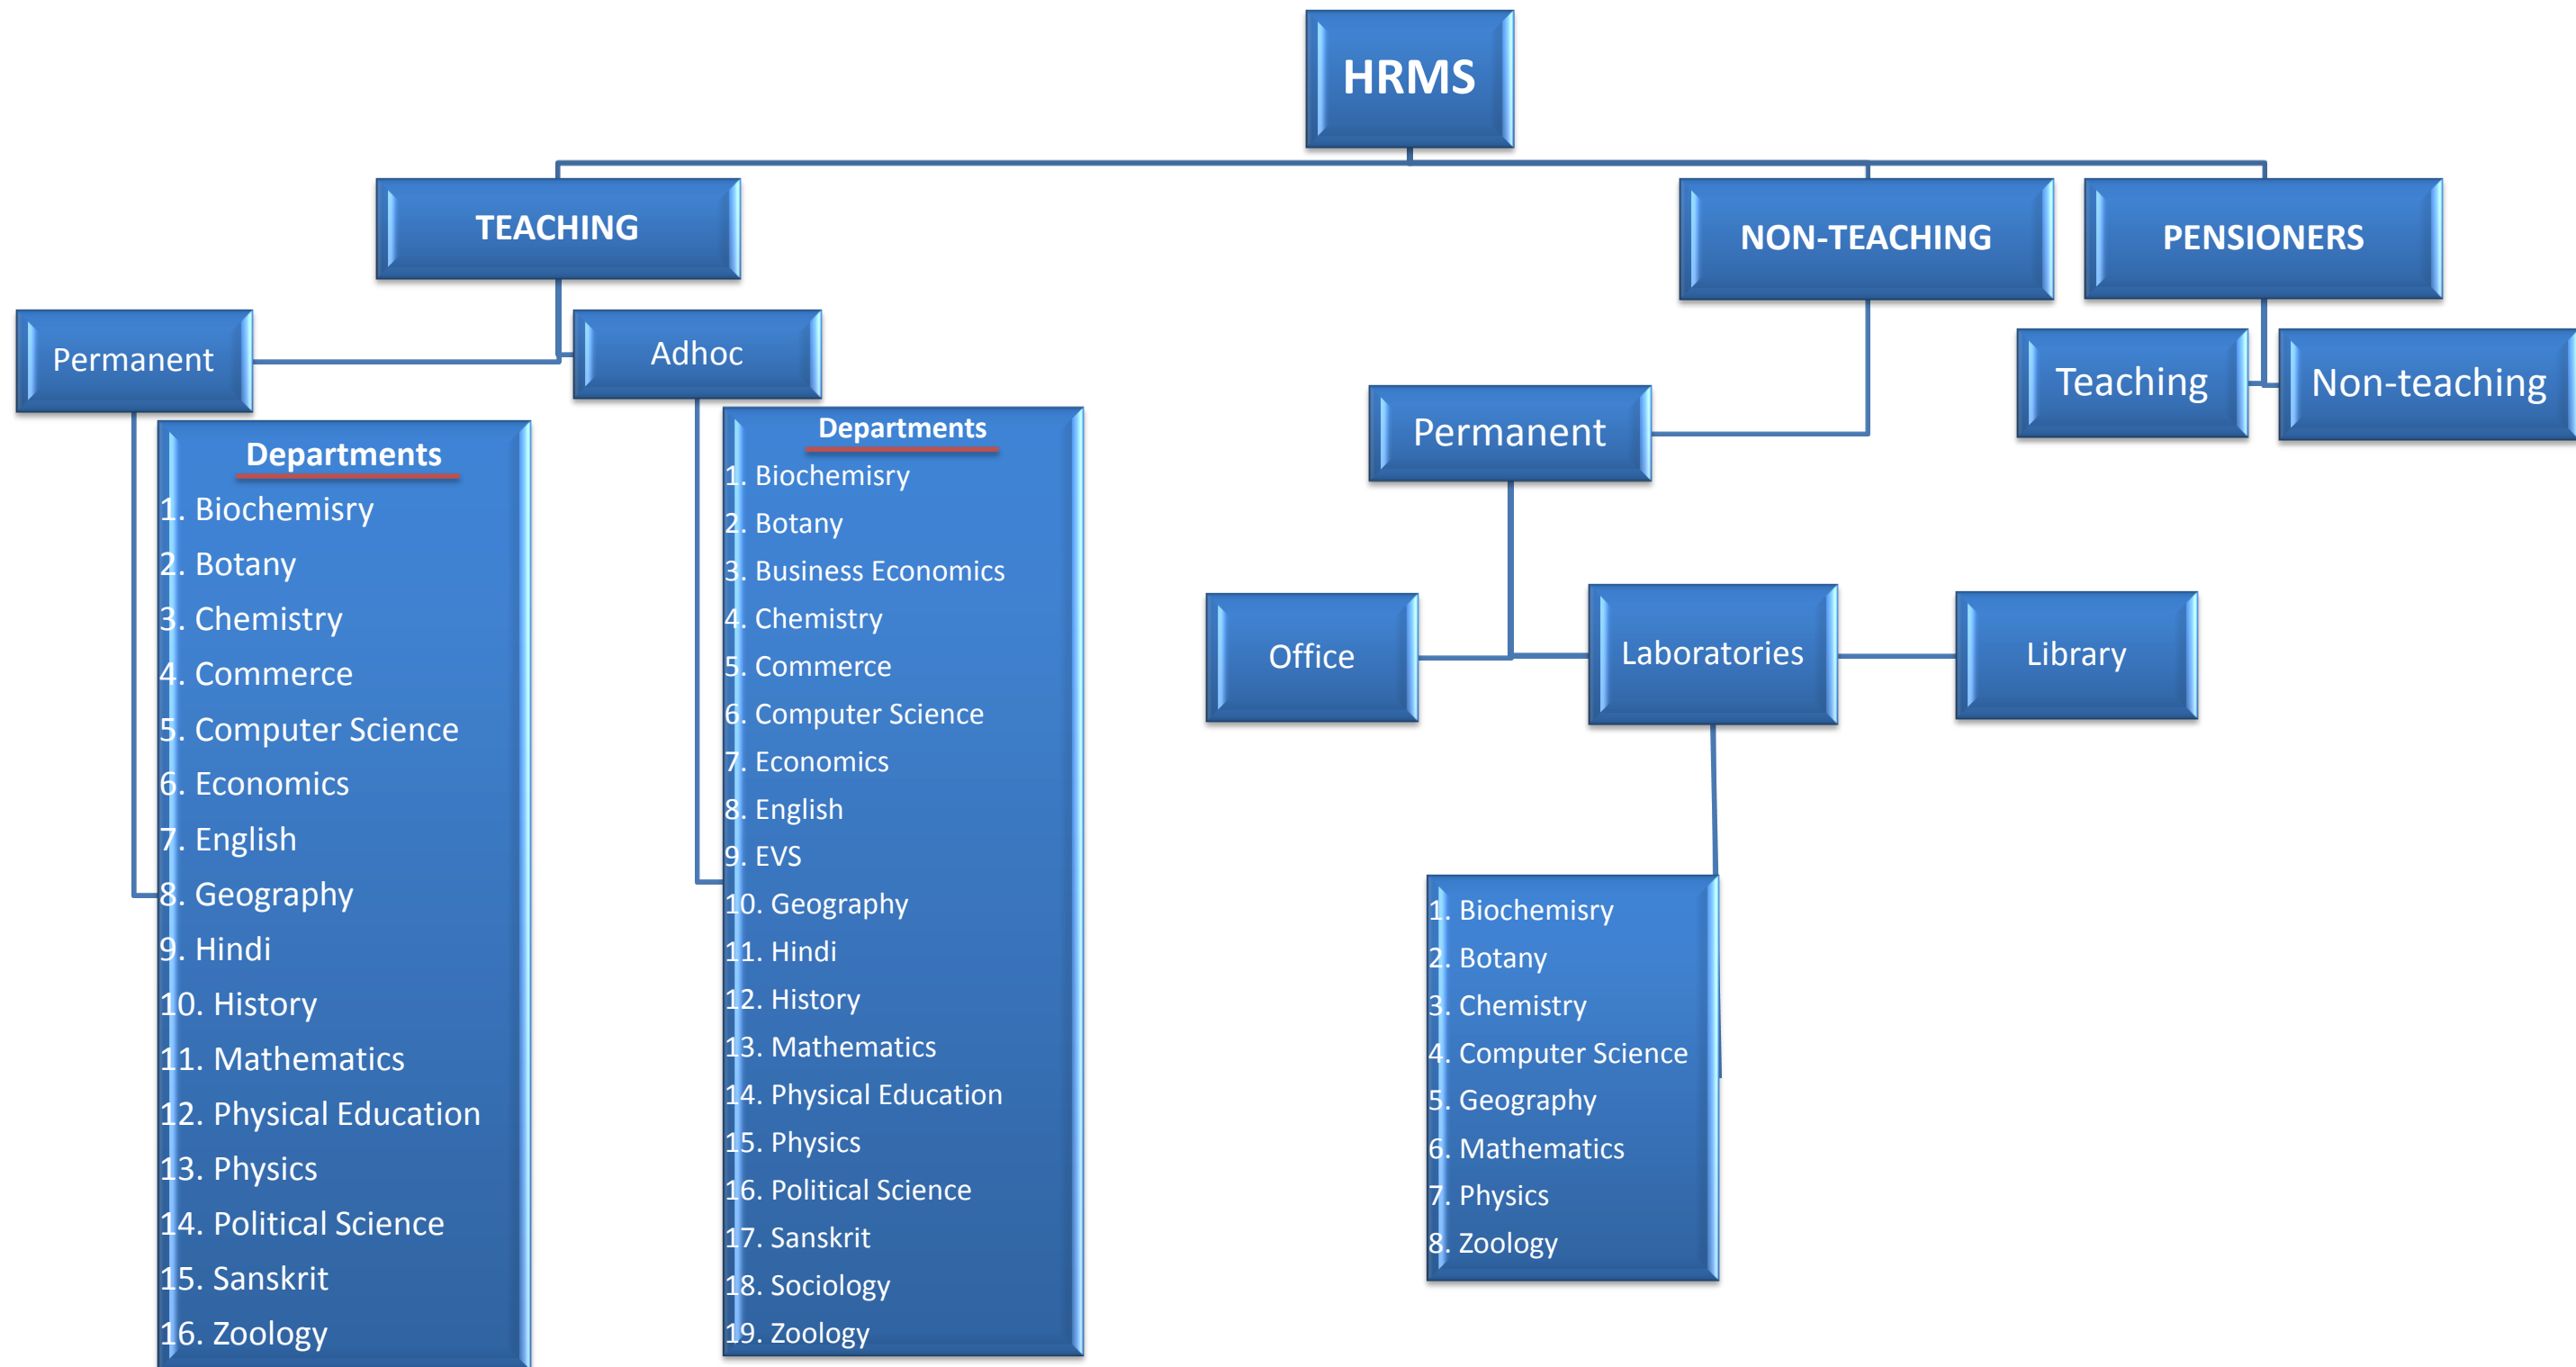 HRMS
TEACHING
NON-TEACHING
PENSIONERS
Permanent
Adhoc
Teaching
Non-teaching
Departments
1. Biochemisry
2. Botany
3. Chemistry
4. Commerce
5. Computer Science
6. Economics
7. English
8. Geography
9. Hindi
10. History
11. Mathematics
12. Physical Education
13. Physics
14. Political Science
15. Sanskrit
16. Zoology
Departments
1. Biochemisry
2. Botany
3. Business Economics
4. Chemistry
5. Commerce
6. Computer Science
7. Economics
8. English
9. EVS
10. Geography
11. Hindi
12. History
13. Mathematics
14. Physical Education
15. Physics
16. Political Science
17. Sanskrit
18. Sociology
19. Zoology
Permanent
Office
Laboratories
Library
1. Biochemisry
2. Botany
3. Chemistry
4. Computer Science
5. Geography
6. Mathematics
7. Physics
8. Zoology